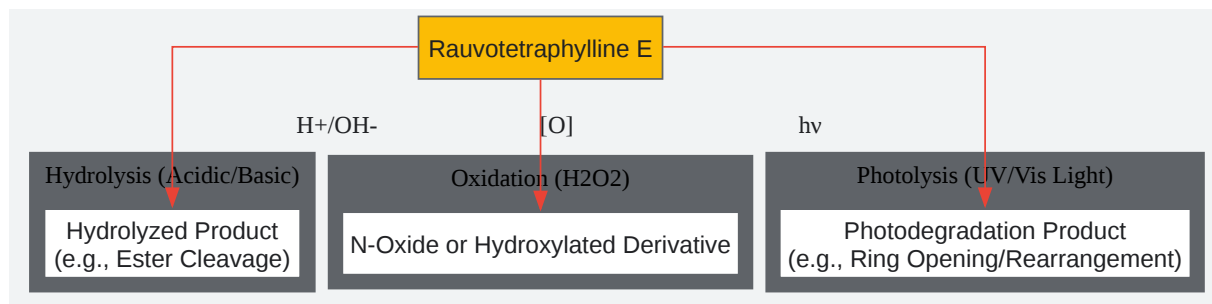 Rauvotetraphylline E
H+/OH-
[O]
hν
Hydrolysis (Acidic/Basic)
Oxidation (H2O2)
Photolysis (UV/Vis Light)
Hydrolyzed Product
(e.g., Ester Cleavage)
N-Oxide or Hydroxylated Derivative
Photodegradation Product
(e.g., Ring Opening/Rearrangement)